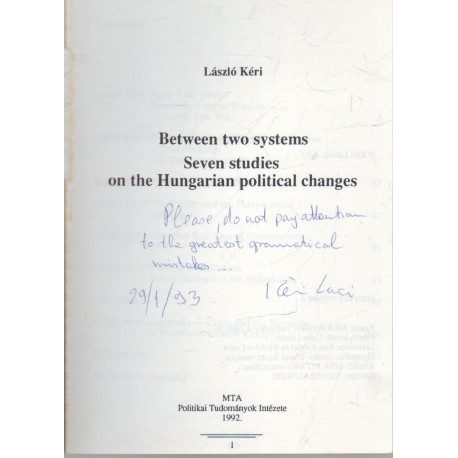 László Kéri
Between two systems
Seven studies
on the Hungarian political changes
Please, do not pay attention
to the greatest grammatical
mistakes...
29/1/93 Kéri Laci
MTA
Politikai Tudományok Intézete
1992.
1